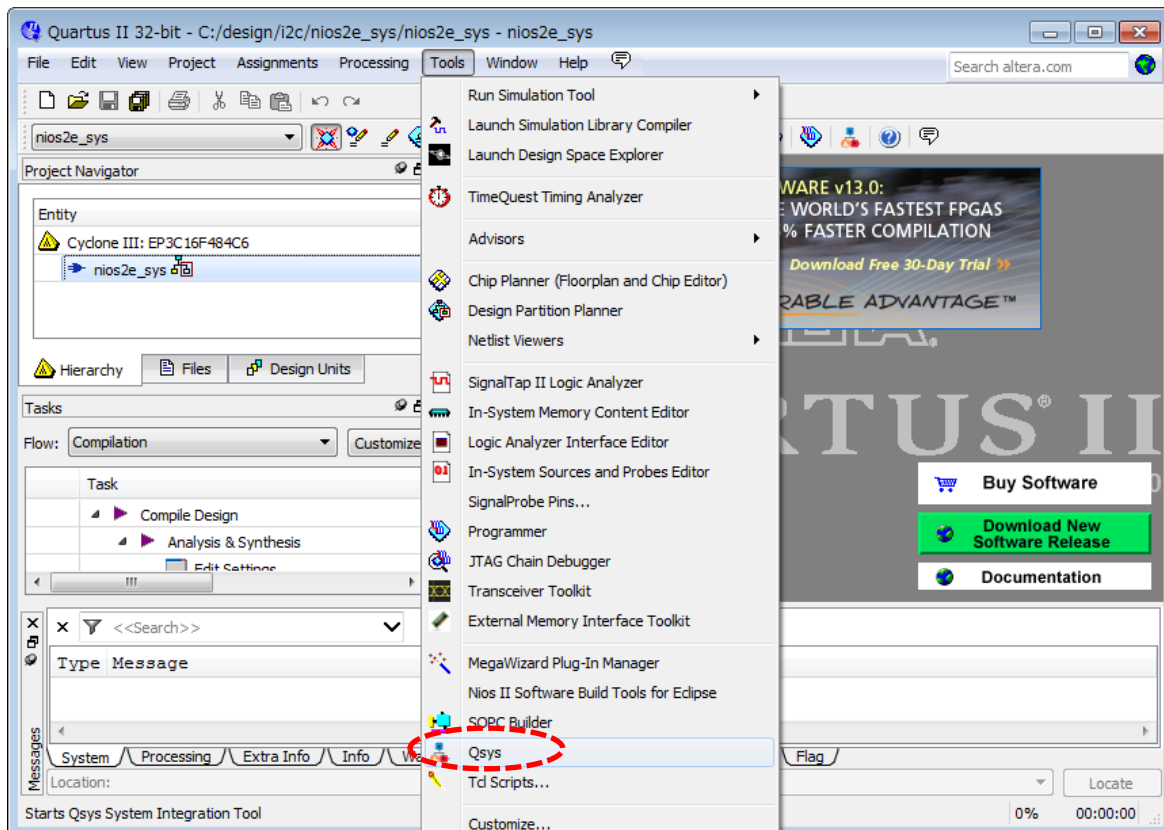 Quartus II 32-bit - C:/design/i2c/nios2e_sys/nios2e_sys - nios2e_sys
File Edit View Project Assignments Processing Tools Window Help
Search altera.com
nios2e_sys
Project Navigator
Entity
Cyclone III: EP3C16F484C6
nios2e_sys
Hierarchy Files Design Units
Tasks
Flow: Compilation
Customize
Task
Compile Design
Analysis & Synthesis
Edit Settings
Run Simulation Tool
Launch Simulation Library Compiler
Launch Design Space Explorer
TimeQuest Timing Analyzer
Advisors
Chip Planner (Floorplan and Chip Editor)
Design Partition Planner
Netlist Viewers
SignalTap II Logic Analyzer
In-System Memory Content Editor
Logic Analyzer Interface Editor
In-System Sources and Probes Editor
SignalProbe Pins...
Programmer
JTAG Chain Debugger
Transceiver Toolkit
External Memory Interface Toolkit
MegaWizard Plug-In Manager
Nios II Software Build Tools for Eclipse
SOPC Builder
Qsys
Tcl Scripts...
Customize...
WARE v13.0:
WORLD'S FASTEST FPGAS
% FASTER COMPILATION
Download Free 30-Day Trial
RABLE ADVANTAGE™
RTUS® II
Buy Software
Download New
Software Release
Documentation
<<Search>>
Type Message
Messages
System Processing Extra Info Info Wa Flag
Location:
Locate
Starts Qsys System Integration Tool
0% 00:00:00